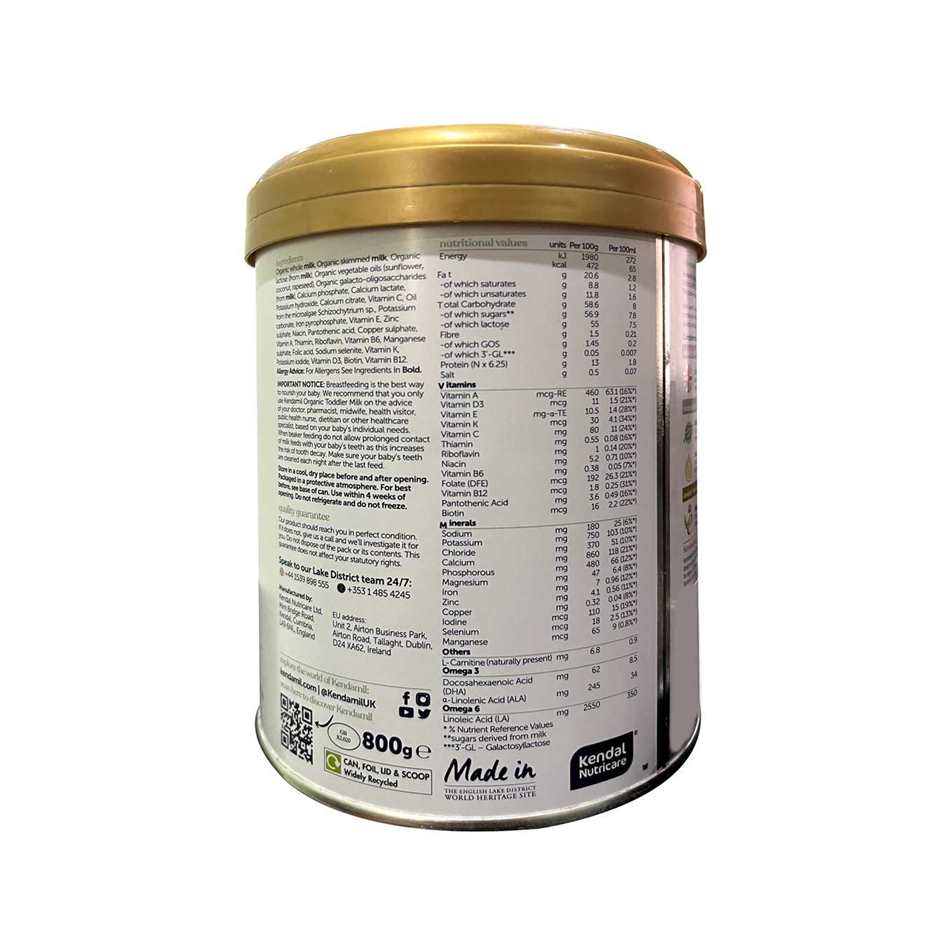 ingredients
Organic whole milk, Organic skimmed milk, Organic
lactose (from milk), Organic vegetable oils (sunflower,
coconut, rapeseed), Organic galacto-oligosaccharides
(from milk), Calcium phosphate, Calcium lactate,
Potassium hydroxide, Calcium citrate, Vitamin C, Oil
from the microalgae Schizochytrium sp., Potassium
carbonate, Iron pyrophosphate, Vitamin E, Zinc
sulphate, Niacin, Pantothenic acid, Copper sulphate,
Vitamin A, Thiamin, Riboflavin, Vitamin B6, Manganese
sulphate, Folic acid, Sodium selenite, Vitamin K,
Potassium iodide, Vitamin D3, Biotin, Vitamin B12.
Allergy Advice: For Allergens See Ingredients In Bold.
IMPORTANT NOTICE: Breastfeeding is the best way
to nourish your baby. We recommend that you only
use Kendamil Organic Toddler Milk on the advice
of your doctor, pharmacist, midwife, health visitor,
public health nurse, dietitian or other healthcare
specialist, based on your baby's individual needs.
When beaker feeding do not allow prolonged contact
of milk feeds with your baby's teeth as this increases
the risk of tooth decay. Make sure your baby's teeth
are cleaned each night after the last feed.
Store in a cool, dry place before and after opening.
Packaged in a protective atmosphere. For best
before, see base of can. Use within 4 weeks of
opening. Do not refrigerate and do not freeze.
quality guarantee
Our product should reach you in perfect condition.
If it does not, give us a call and we'll investigate it for
you. Do not dispose of the pack or its contents. This
guarantee does not affect your statutory rights.
Speak to our Lake District team 24/7:
+44 1539 898 555 +353 1 485 4245
Manufactured by:
Kendal Nutricare Ltd,
Mint Bridge Road,
Kendal, Cumbria,
LA9 6NL, England
EU address:
Unit 2, Airton Business Park,
Airton Road, Tallaght, Dublin,
D24 XA62, Ireland
explore the world of Kendamil:
kendamil.com | @KendamilUK
scan here to discover Kendamil
GB
800g e
CAN, FOIL, LID & SCOOP
Widely Recycled
nutritional values units Per 100g Per 100ml
Energy kJ 1980 272
kcal 472 65
Fat g 20.6 2.8
-of which saturates g 8.8 1.2
-of which unsaturates g 11.8 1.6
Total Carbohydrate g 58.6 8
-of which sugars** g 56.9 7.8
-of which lactose g 55 7.5
Fibre g 1.5 0.21
-of which GOS g 1.45 0.2
-of which 3'-GL*** g 0.05 0.007
Protein (N x 6.25) g 13 1.8
Salt g 0.5 0.07
Vitamins
Vitamin A mcg-RE 460 63.1 (16%*)
Vitamin D3 mcg 11 1.5 (21%*)
Vitamin E mg-α-TE 10.5 1.4 (28%*)
Vitamin K mcg 30 4.1 (34%*)
Vitamin C mg 80 11 (24%*)
Thiamin mg 0.55 0.08 (16%*)
Riboflavin mg 1 0.14 (20%*)
Niacin mg 5.2 0.71 (10%*)
Vitamin B6 mg 0.38 0.05 (7%*)
Folate (DFE) mcg 192 26.3 (21%*)
Vitamin B12 mcg 1.8 0.25 (31%*)
Pantothenic Acid mg 3.6 0.49 (16%*)
Biotin mcg 16 2.2 (22%*)
Minerals
Sodium mg 180 25 (6%*)
Potassium mg 750 103 (10%*)
Chloride mg 370 51 (10%*)
Calcium mg 860 118 (21%*)
Phosphorous mg 480 66 (12%*)
Magnesium mg 47 6.4 (8%*)
Iron mg 7 0.96 (12%*)
Zinc mg 4.1 0.56 (11%*)
Copper mg 0.32 0.04 (8%*)
Iodine mcg 110 15 (19%*)
Selenium mcg 18 2.5 (13%*)
Manganese mcg 65 9 (0.8%*)
Others
L-Carnitine (naturally present) mg 6.8 0.9
Omega 3
Docosahexaenoic Acid mg 62 8.5
(DHA)
α-Linolenic Acid (ALA) mg 245 34
Omega 6
Linoleic Acid (LA) mg 2550 350
* % Nutrient Reference Values
**sugars derived from milk
***3'-GL – Galactosyllactose
Made in
THE ENGLISH LAKE DISTRICT
WORLD HERITAGE SITE
Kendal
Nutricare